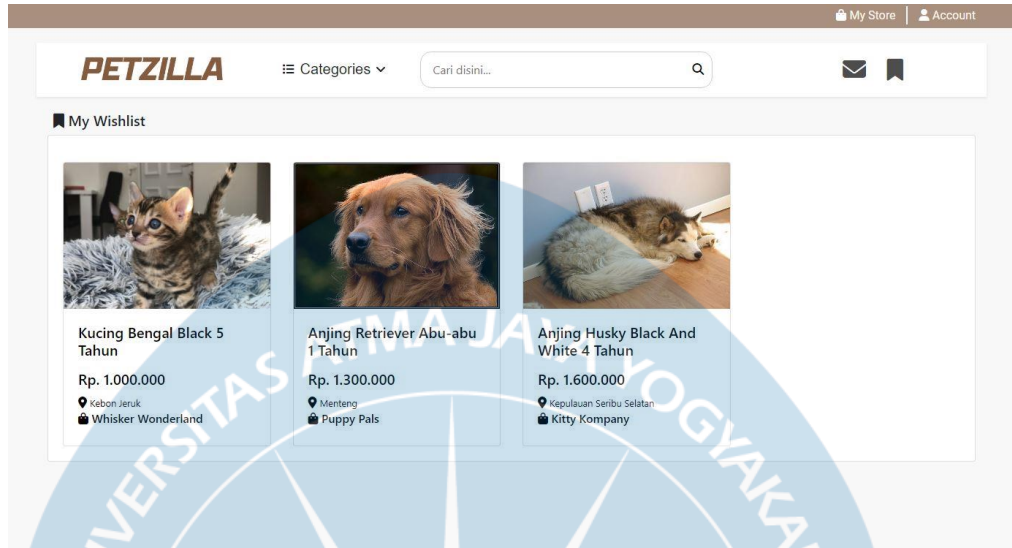 My Store
Account
PETZILLA
Categories
Cari disini...
My Wishlist
Kucing Bengal Black 5
Tahun
Rp. 1.000.000
Kebon Jeruk
Whisker Wonderland
Anjing Retriever Abu-abu
1 Tahun
Rp. 1.300.000
Menteng
Puppy Pals
Anjing Husky Black And
White 4 Tahun
Rp. 1.600.000
Kepulauan Seribu Selatan
Kitty Kompany